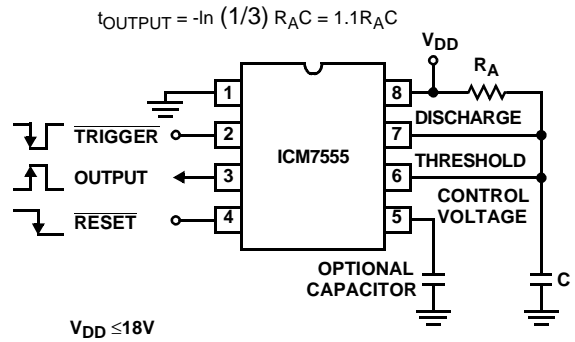 tOUTPUT = -ln (1/3) RAC = 1.1RAC
VDD
RA
1
8
DISCHARGE
TRIGGER
2
7
ICM7555
THRESHOLD
OUTPUT
3
6
CONTROL
VOLTAGE
RESET
4
5
OPTIONAL
CAPACITOR
C
VDD ≤18V